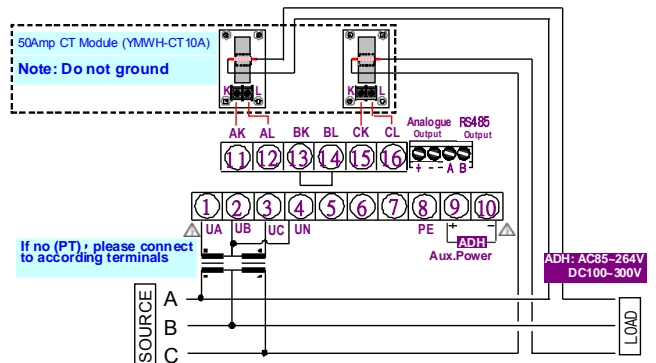 50Amp CT Module (YMWH-CT10A)
Note: Do not ground
K L
K L
AK AL BK BL CK CL
Analogue RS485
Output Output
11 12 13 14 15 16
+ - - A B
1 2 3 4 5 6 7 8 9 10
UA UB UC UN PE + -
ADH
Aux.Power
If no (PT), please connect
to according terminals
ADH: AC85~264V
DC100~300V
SOURCE
A
B
C
LOAD